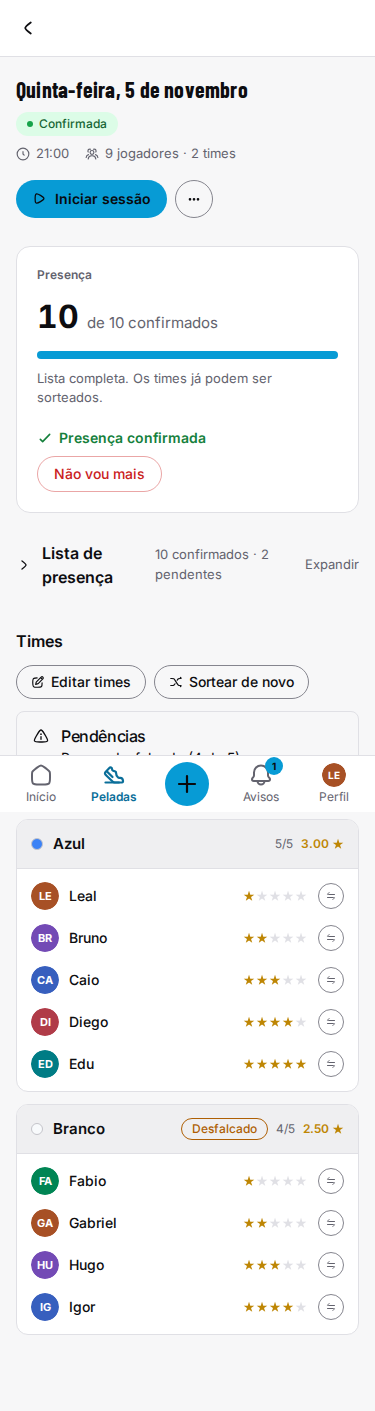 Quinta-feira, 5 de novembro
Confirmada
21:00 9 jogadores · 2 times
Iniciar sessão
Presença
10 de 10 confirmados
Lista completa. Os times já podem ser
sorteados.
Presença confirmada
Não vou mais
Lista de presença
10 confirmados · 2 pendentes
Expandir
Times
Editar times
Sortear de novo
Pendências
Início
Peladas
1
Avisos
LE
Perfil
Azul 5/5 3.00 ★
LE Leal
BR Bruno
CA Caio
DI Diego
ED Edu
Branco Desfalcado 4/5 2.50 ★
FA Fabio
GA Gabriel
HU Hugo
IG Igor